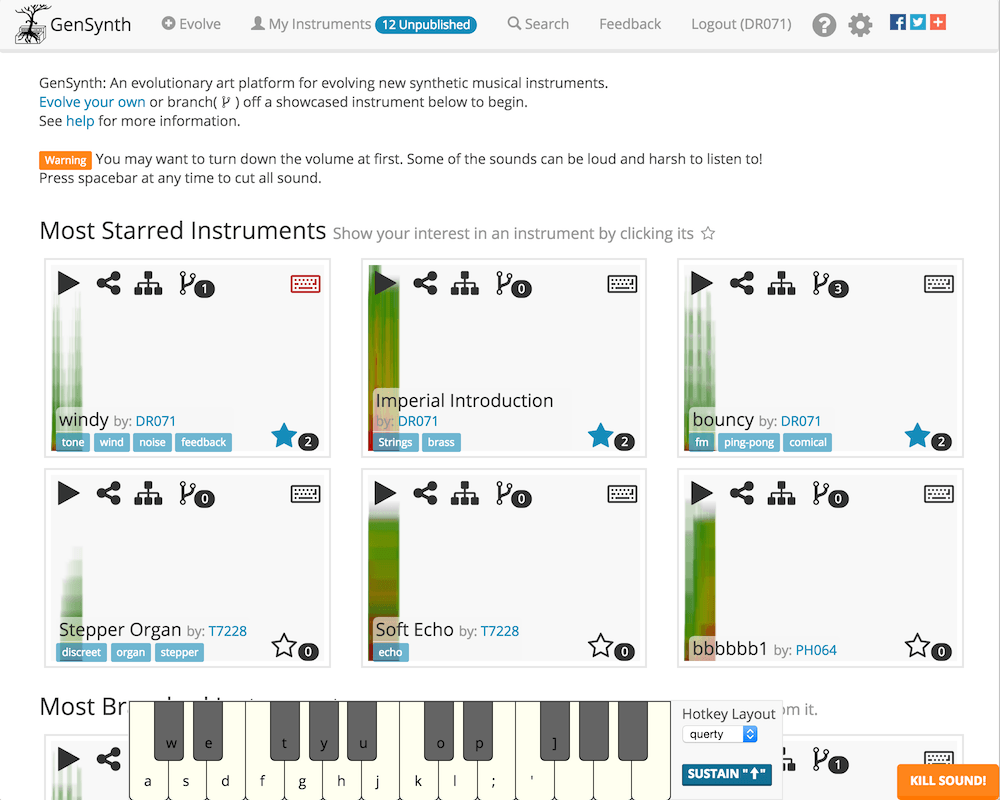 GenSynth Evolve My Instruments 12 Unpublished Search Feedback Logout (DR071) ?
GenSynth: An evolutionary art platform for evolving new synthetic musical instruments.
Evolve your own or branch( ) off a showcased instrument below to begin.
See help for more information.
Warning You may want to turn down the volume at first. Some of the sounds can be loud and harsh to listen to!
Press spacebar at any time to cut all sound.
Most Starred Instruments Show your interest in an instrument by clicking its
1
windy by: DR071
tone wind noise feedback 2
0
Imperial Introduction
by: DR071
Strings brass 2
3
bouncy by: DR071
fm ping-pong comical 2
0
Stepper Organ by: T7228
discreet organ stepper 0
0
Soft Echo by: T7228
echo 0
0
bbbbbb1 by: PH064
0
Most Br
om it.
1
w e t y u o p ]
a s d f g h j k l ; '
Hotkey Layout
querty
SUSTAIN "⬆"
KILL SOUND!